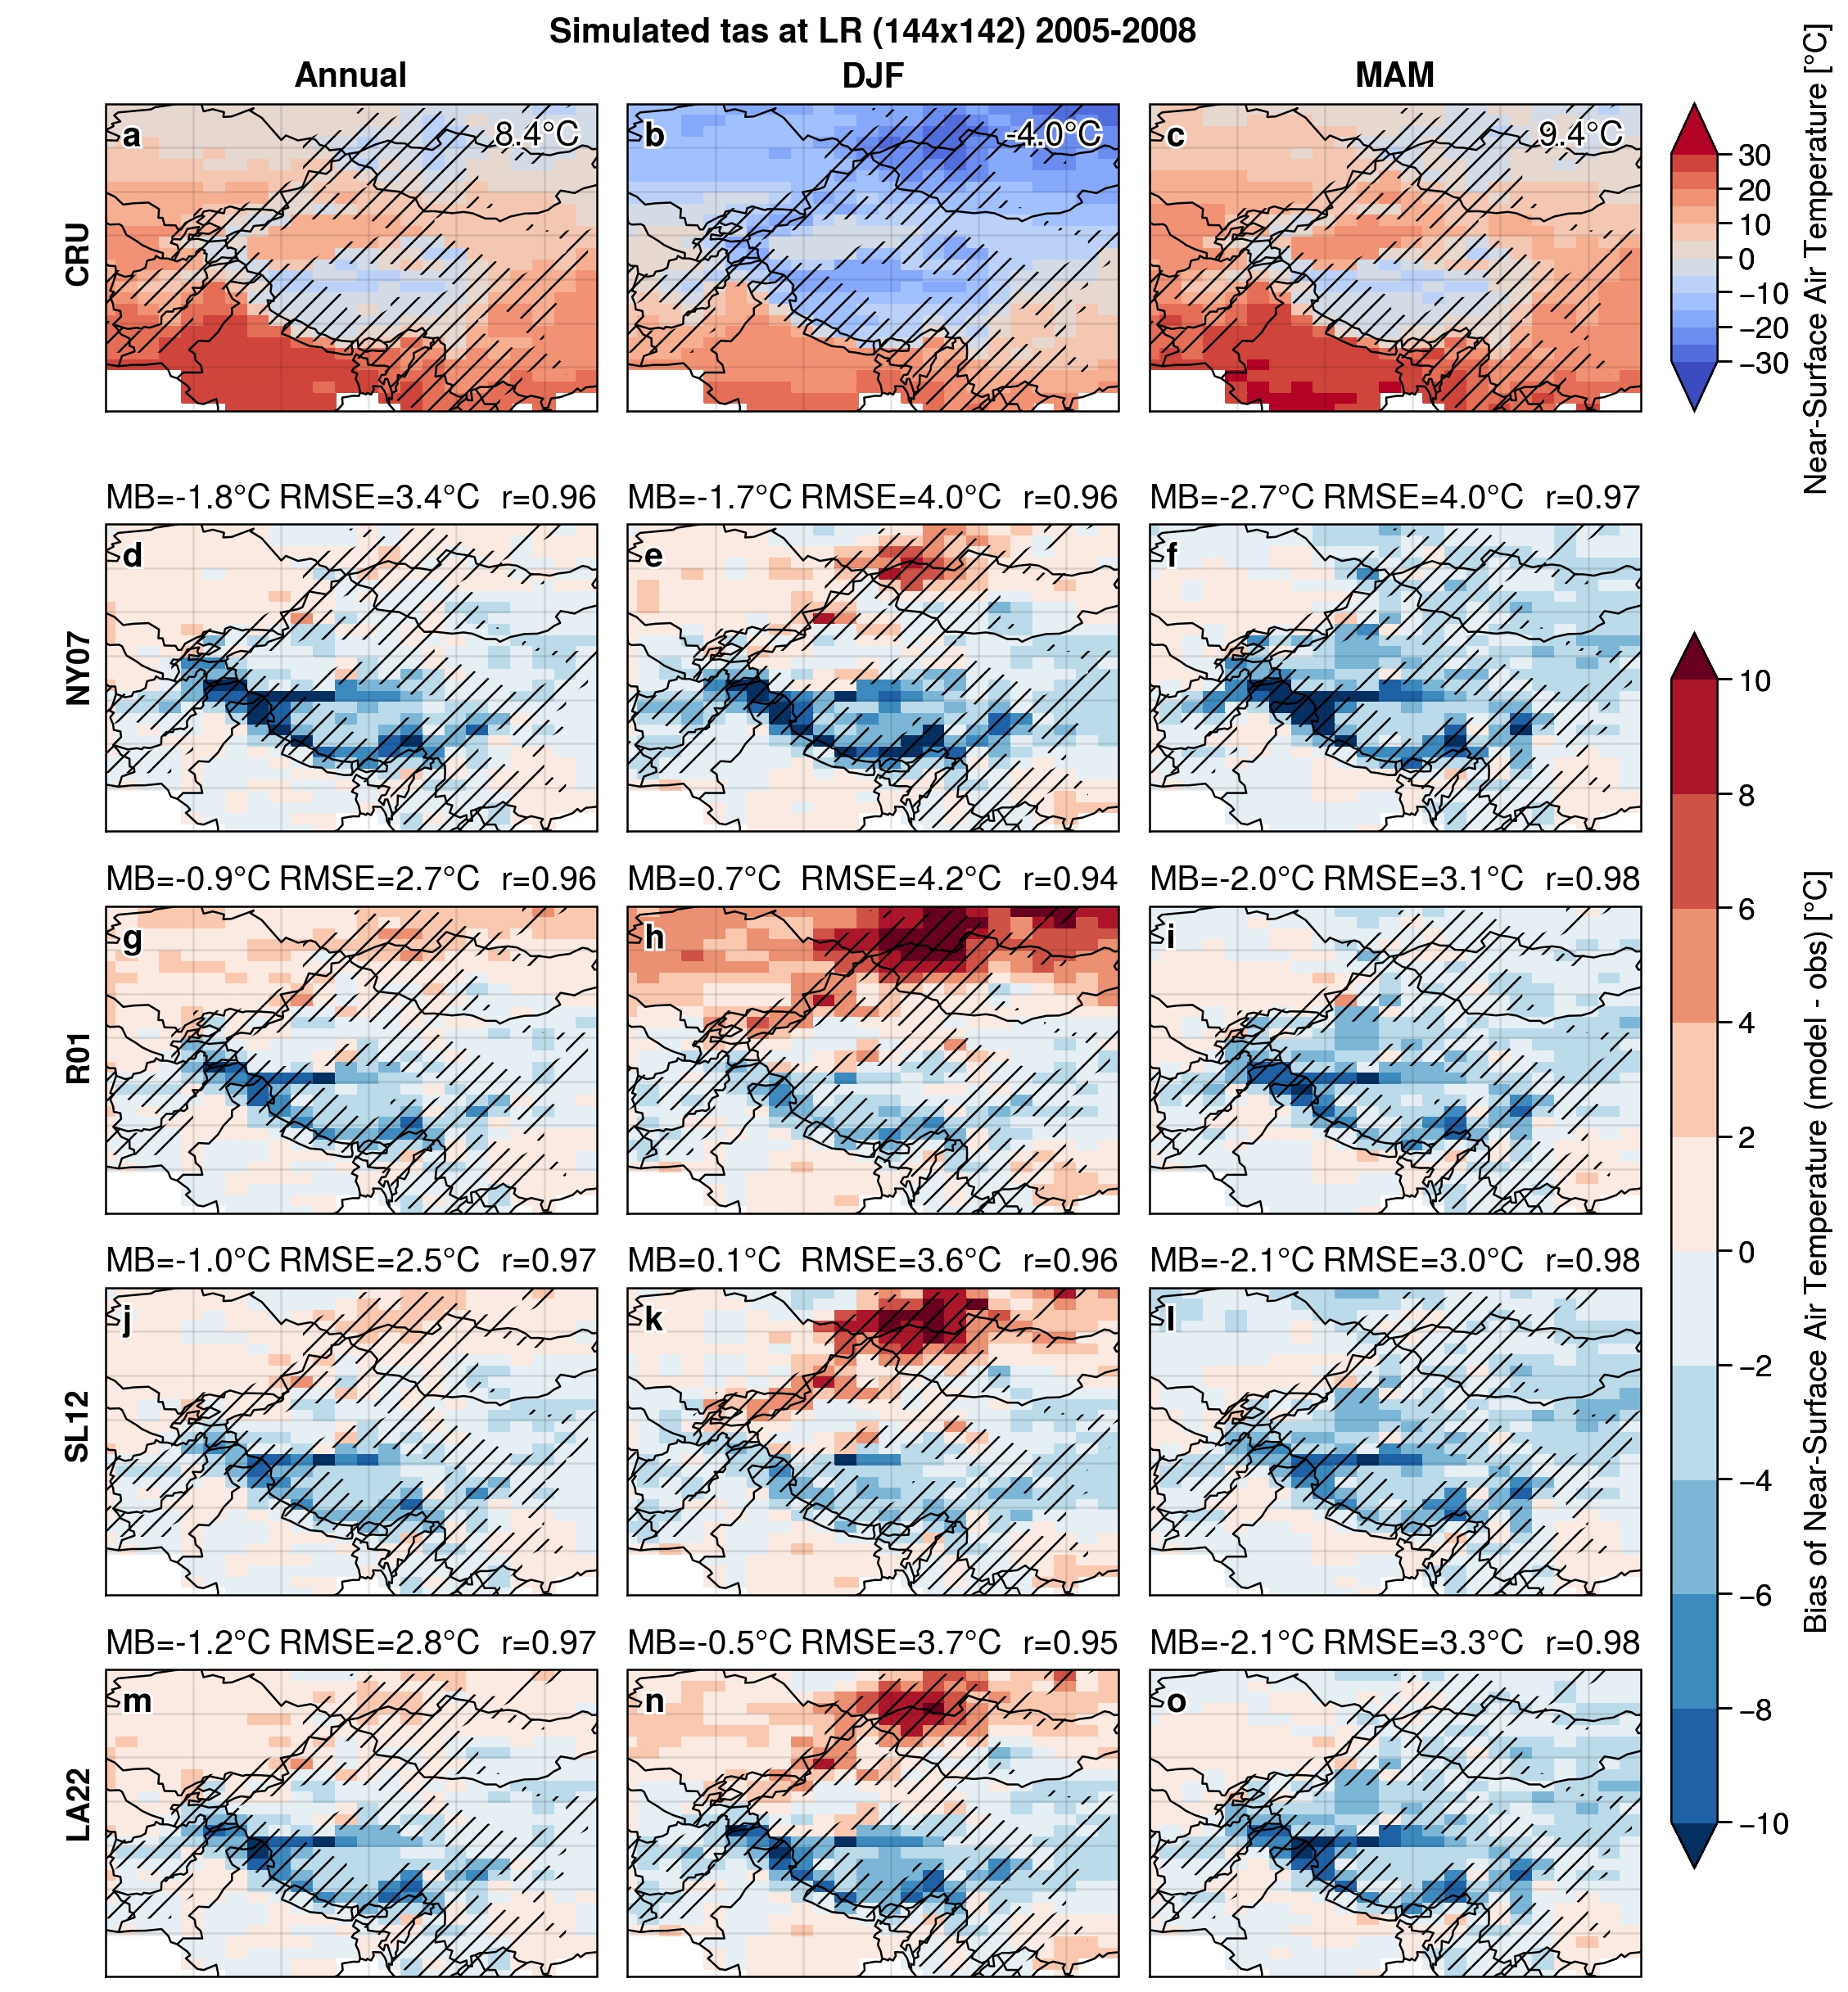 Simulated tas at LR (144x142) 2005-2008
Annual DJF MAM
CRU
a 8.4°C
b -4.0°C
c 9.4°C
30
20
10
0
−10
−20
−30
Near-Surface Air Temperature [°C]
NY07
MB=-1.8°C RMSE=3.4°C r=0.96
d
MB=-1.7°C RMSE=4.0°C r=0.96
e
MB=-2.7°C RMSE=4.0°C r=0.97
f
R01
MB=-0.9°C RMSE=2.7°C r=0.96
g
MB=0.7°C RMSE=4.2°C r=0.94
h
MB=-2.0°C RMSE=3.1°C r=0.98
i
SL12
MB=-1.0°C RMSE=2.5°C r=0.97
j
MB=0.1°C RMSE=3.6°C r=0.96
k
MB=-2.1°C RMSE=3.0°C r=0.98
l
LA22
MB=-1.2°C RMSE=2.8°C r=0.97
m
MB=-0.5°C RMSE=3.7°C r=0.95
n
MB=-2.1°C RMSE=3.3°C r=0.98
o
10
8
6
4
2
0
−2
−4
−6
−8
−10
Bias of Near-Surface Air Temperature (model - obs) [°C]